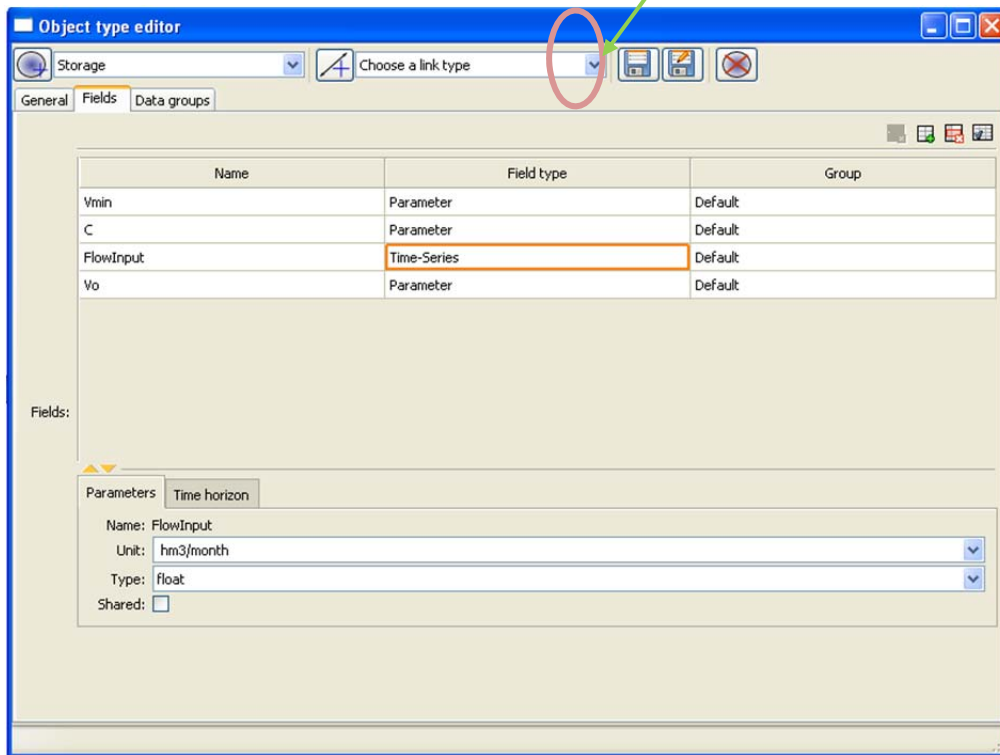 Object type editor
Storage Choose a link type
General Fields Data groups
Name Field type Group
Vmin Parameter Default
C Parameter Default
FlowInput Time-Series Default
Vo Parameter Default
Fields:
Parameters Time horizon
Name: FlowInput
Unit: hm3/month
Type: float
Shared: